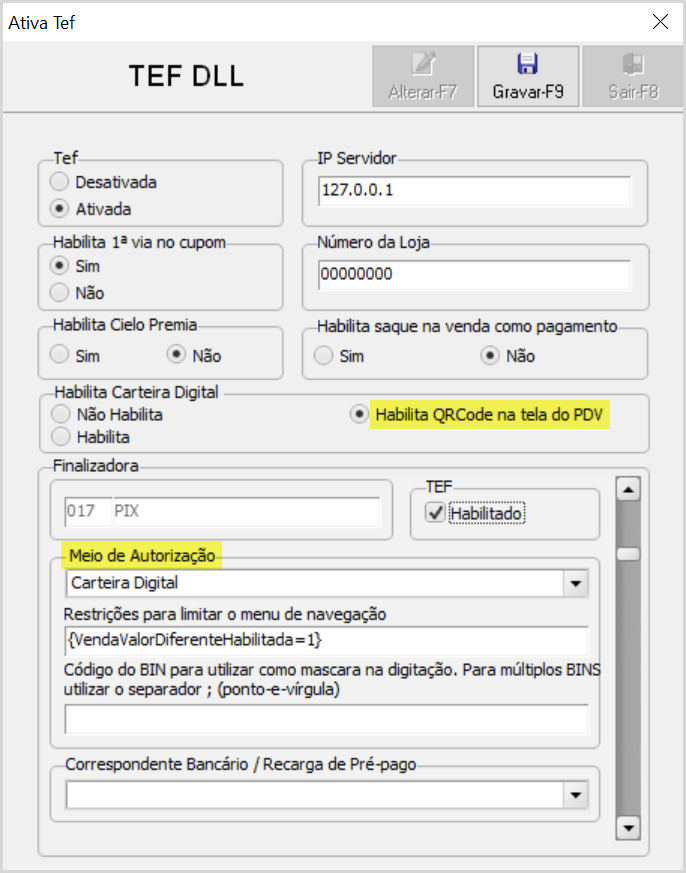 Ativa Tef
TEF DLL
Alterar-F7
Gravar-F9
Sair-F8
Tef
Desativada
Ativada
IP Servidor
127.0.0.1
Habilita 1ª via no cupom
Sim
Não
Número da Loja
00000000
Habilita Cielo Premia
Sim
Não
Habilita saque na venda como pagamento
Sim
Não
Habilita Carteira Digital
Não Habilita
Habilita
Habilita QRCode na tela do PDV
Finalizadora
017 PIX
TEF
Habilitado
Meio de Autorização
Carteira Digital
Restrições para limitar o menu de navegação
{VendaValorDiferenteHabilitada=1}
Código do BIN para utilizar como mascara na digitação. Para múltiplos BINS
utilizar o separador ; (ponto-e-vírgula)
Correspondente Bancário / Recarga de Pré-pago